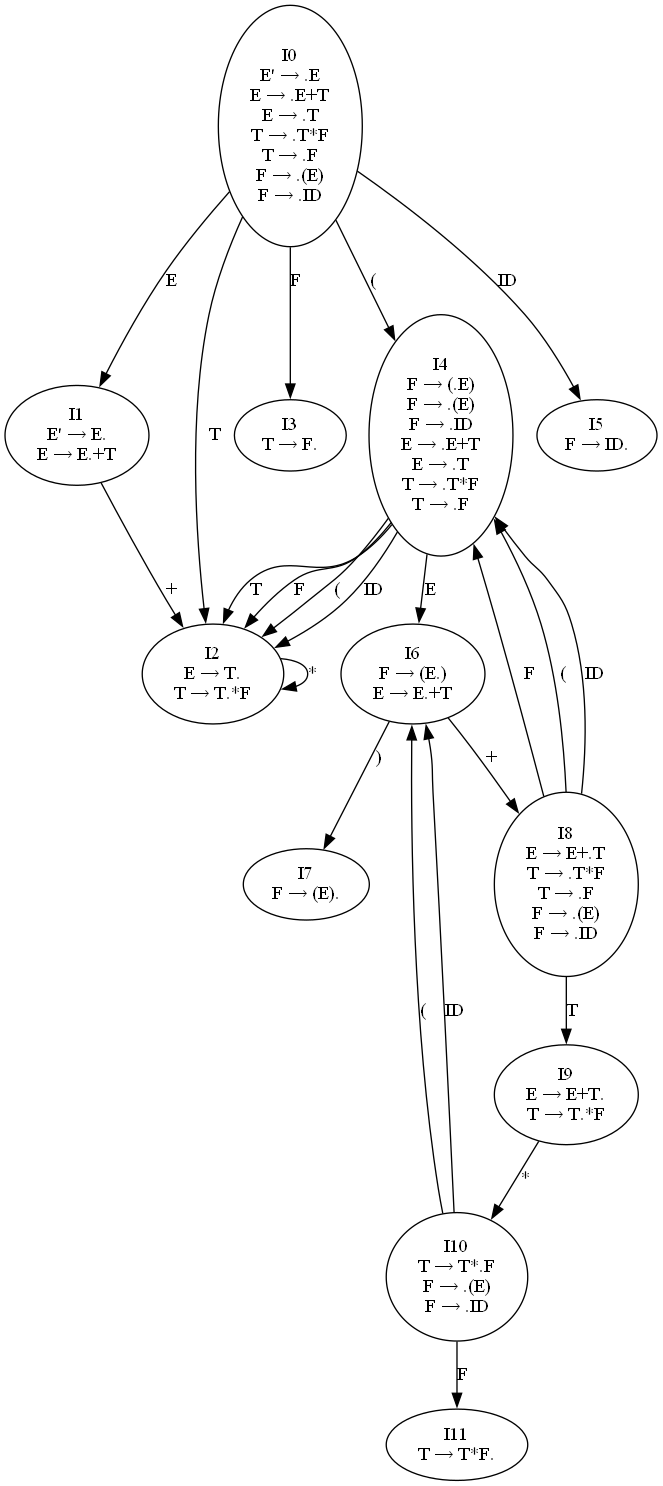 I0
E' → .E
E → .E+T
E → .T
T → .T*F
T → .F
F → .(E)
F → .ID
E
T
F
(
ID
I1
E' → E.
E → E.+T
I3
T → F.
I4
F → (.E)
F → .(E)
F → .ID
E → .E+T
E → .T
T → .T*F
T → .F
I5
F → ID.
+
T
F
(
ID
E
I2
E → T.
T → T.*F
*
I6
F → (E.)
E → E.+T
F
(
ID
)
+
I7
F → (E).
I8
E → E+.T
T → .T*F
T → .F
F → .(E)
F → .ID
(
ID
T
I9
E → E+T.
T → T.*F
*
I10
T → T*.F
F → .(E)
F → .ID
F
I11
T → T*F.